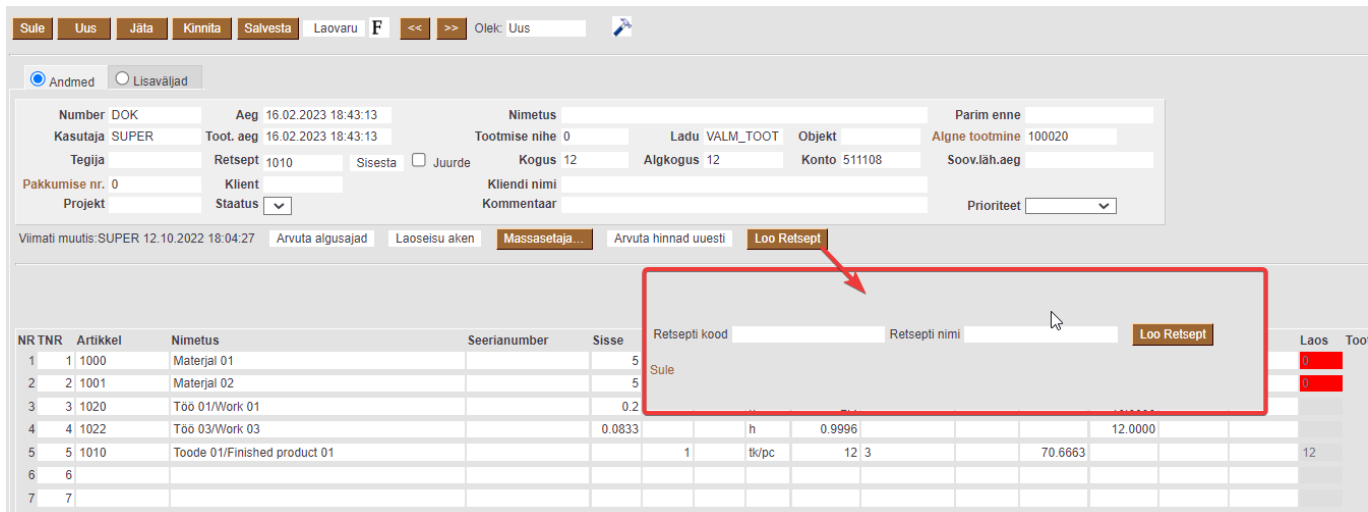 Sule Uus Jäta Kinnita Salvesta Laovaru F << >> Olek: Uus
Andmed Lisaväljad
Number DOK Aeg 16.02.2023 18:43:13 Nimetus Parim enne
Kasutaja SUPER Toot. aeg 16.02.2023 18:43:13 Tootmise nihe 0 Ladu VALM_TOOT Objekt Algne tootmine 100020
Tegija Retsept 1010 Sisesta Juurde Kogus 12 Algkogus 12 Konto 511108 Soov.läh.aeg
Pakkumise nr. 0 Klient Kliendi nimi
Projekt Staatus Kommentaar Prioriteet
Viimati muutis:SUPER 12.10.2022 18:04:27 Arvuta algusajad Laoseisu aken Massasetaja... Arvuta hinnad uuesti Loo Retsept
Retsepti kood Retsepti nimi Loo Retsept
Sule
NR TNR Artikkel Nimetus Seerianumber Sisse Laos Toot
1 1 1000 Materjal 01 5 0
2 2 1001 Materjal 02 5 0
3 3 1020 Töö 01/Work 01 0.2
4 4 1022 Töö 03/Work 03 0.0833 h 0.9996 12.0000
5 5 1010 Toode 01/Finished product 01 1 tk/pc 12 3 70.6663 12
6 6
7 7